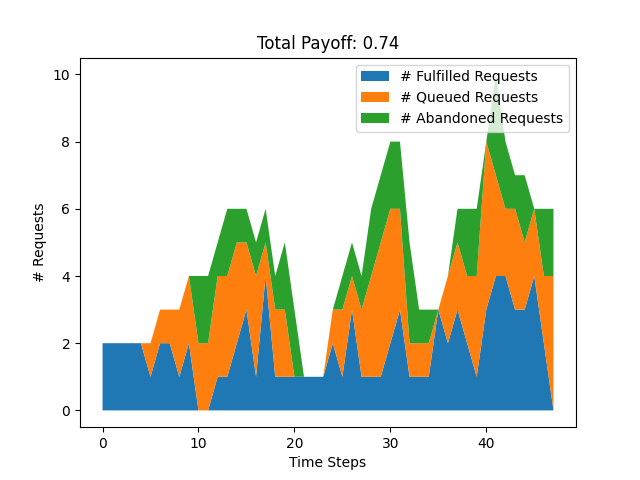 Total Payoff: 0.74
# Fulfilled Requests
# Queued Requests
# Abandoned Requests
# Requests
10
8
6
4
2
0
0
10
20
30
40
Time Steps